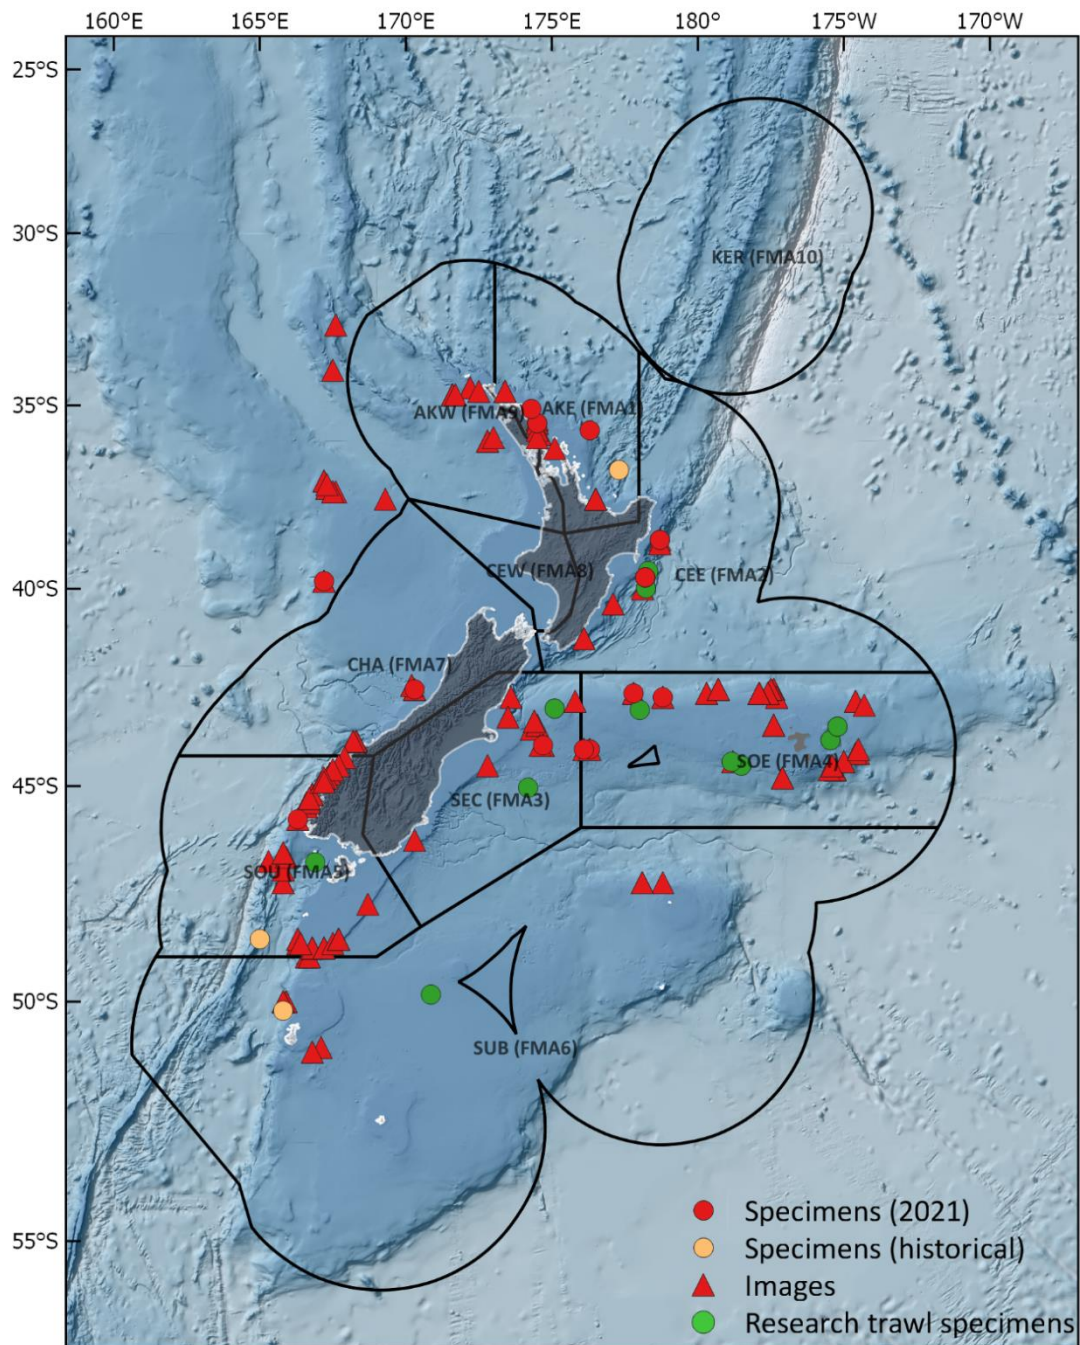 160°E 165°E 170°E 175°E 180° 175°W 170°W
25°S
30°S
KER (FMA10)
35°S
AKW (FMA9) AKE (FMA1)
40°S
CEW (FMA8) CEE (FMA2)
CHA (FMA7)
45°S
SOE (FMA4)
SEC (FMA3)
SOU (FMA5)
50°S
SUB (FMA6)
55°S
Specimens (2021)
Specimens (historical)
Images
Research trawl specimens